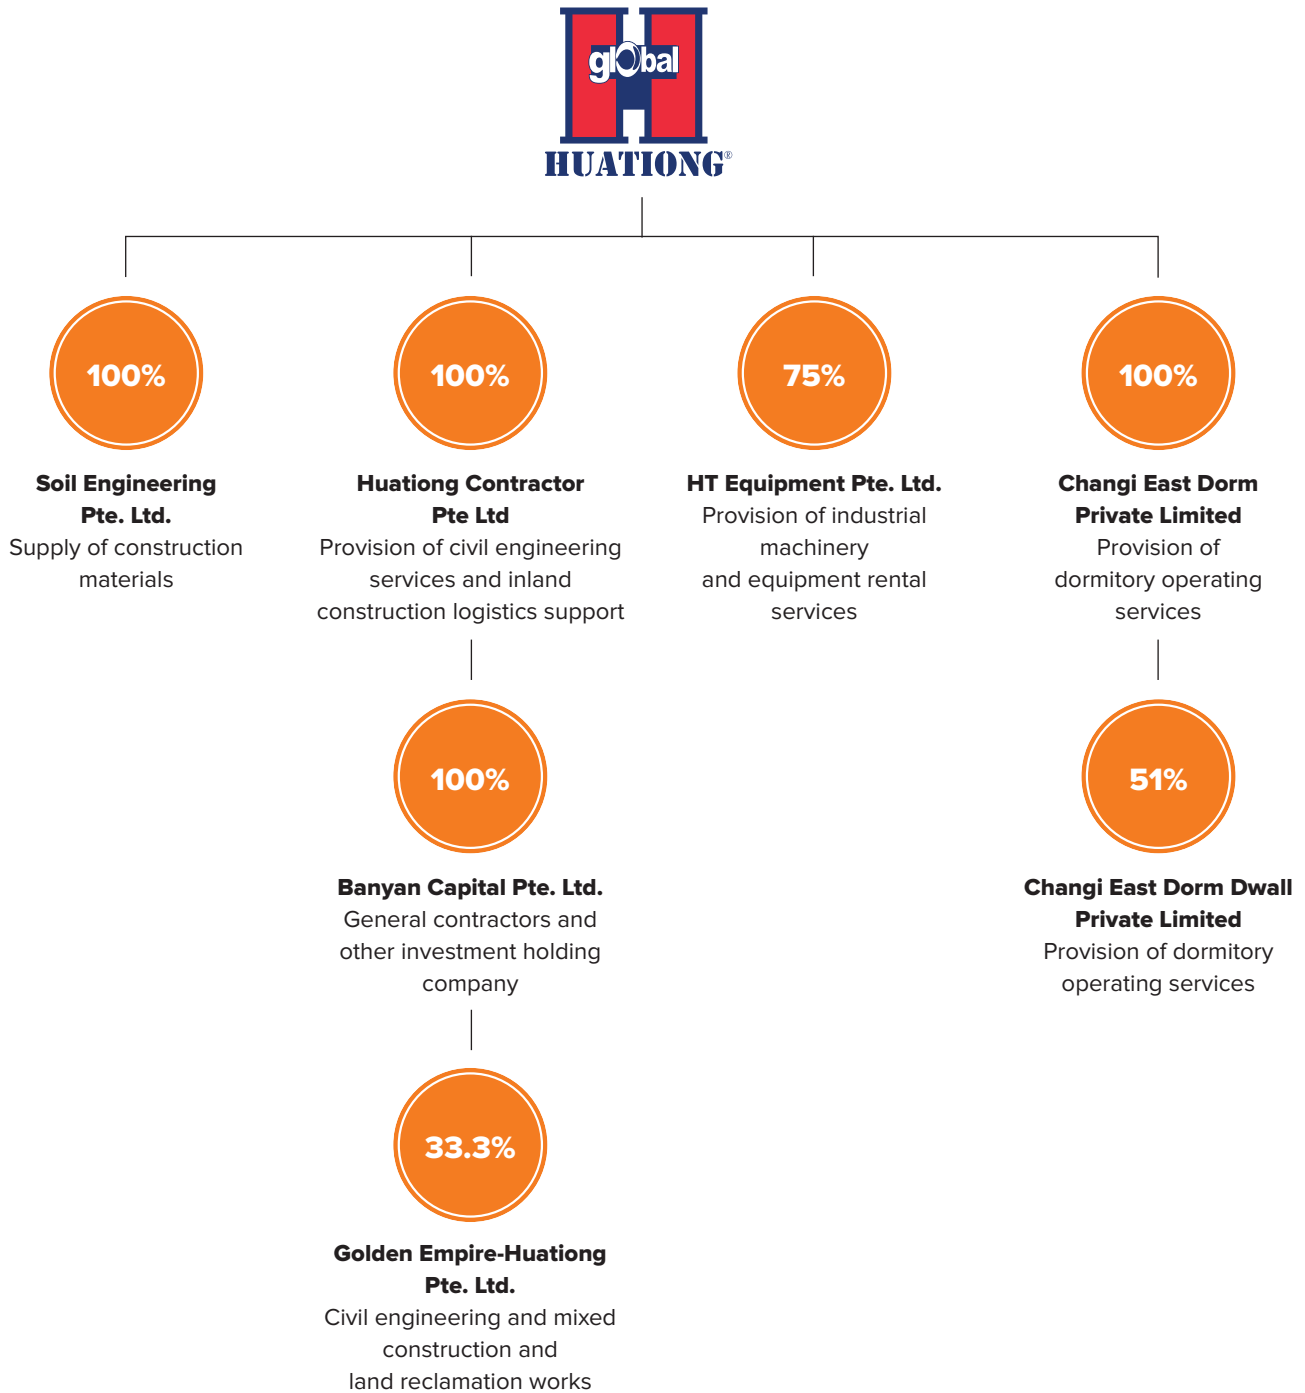 global
HUATIONG®
100%
Soil Engineering
Pte. Ltd.
Supply of construction
materials
100%
Huationg Contractor
Pte Ltd
Provision of civil engineering
services and inland
construction logistics support
75%
HT Equipment Pte. Ltd.
Provision of industrial
machinery
and equipment rental
services
100%
Changi East Dorm
Private Limited
Provision of
dormitory operating
services
100%
Banyan Capital Pte. Ltd.
General contractors and
other investment holding
company
51%
Changi East Dorm Dwall
Private Limited
Provision of dormitory
operating services
33.3%
Golden Empire-Huationg
Pte. Ltd.
Civil engineering and mixed
construction and
land reclamation works